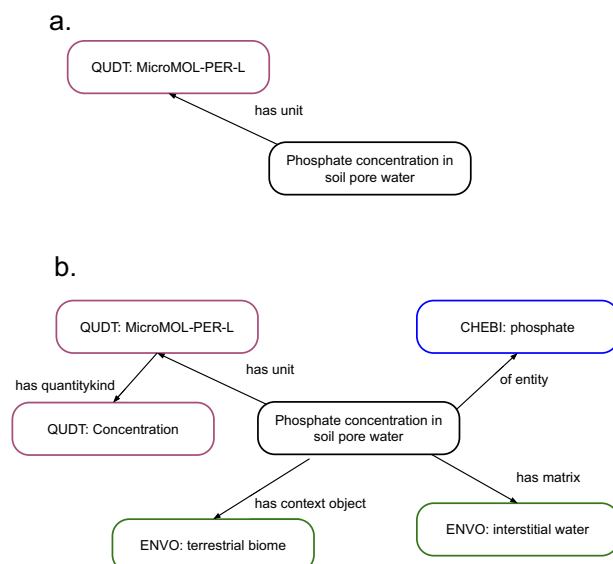 a.
QUDT: MicroMOL-PER-L
has unit
Phosphate concentration in
soil pore water
b.
QUDT: MicroMOL-PER-L
CHEBI: phosphate
has unit
has quantitykind
of entity
QUDT: Concentration
Phosphate concentration in
soil pore water
has matrix
has context object
ENVO: interstitial water
ENVO: terrestrial biome